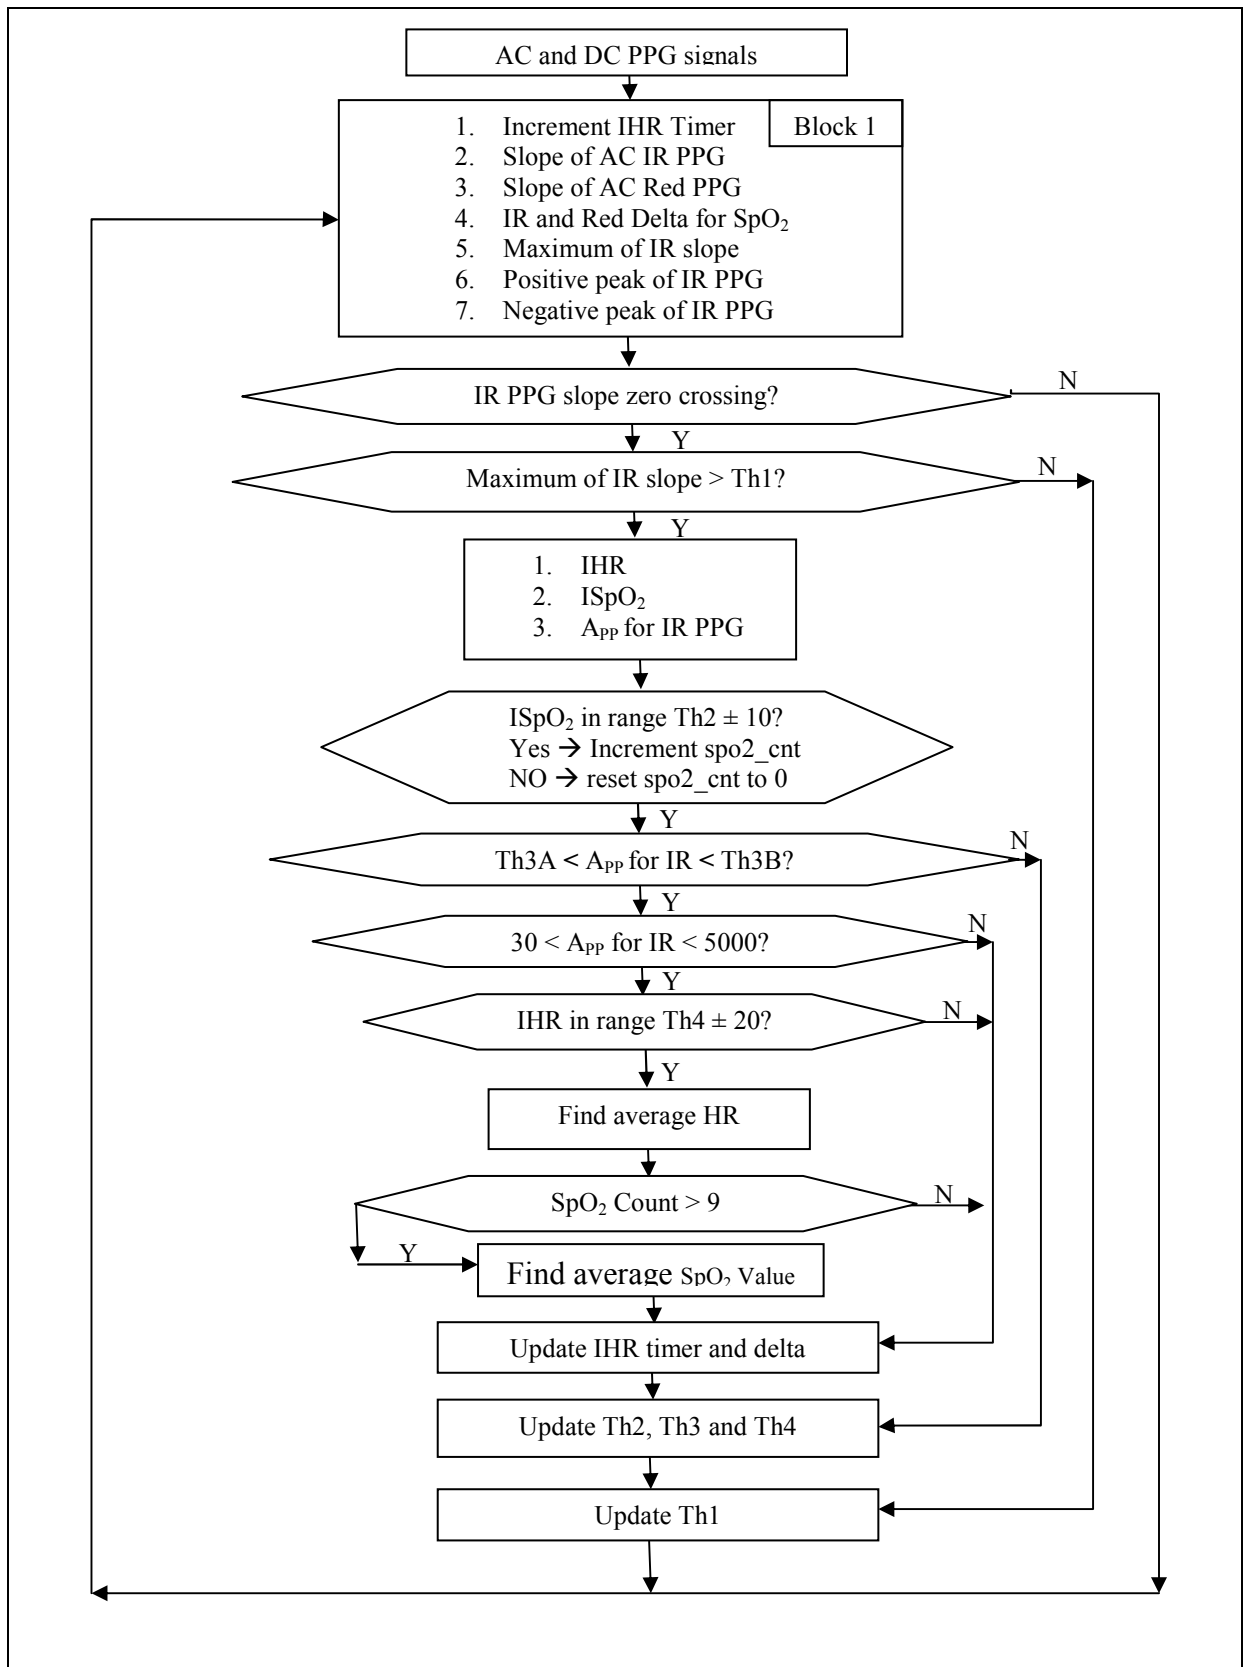 AC and DC PPG signals
Block 1
1. Increment IHR Timer
2. Slope of AC IR PPG
3. Slope of AC Red PPG
4. IR and Red Delta for SpO₂
5. Maximum of IR slope
6. Positive peak of IR PPG
7. Negative peak of IR PPG
IR PPG slope zero crossing?
N
Y
Maximum of IR slope > Th1?
N
Y
1. IHR
2. ISpO₂
3. APP for IR PPG
ISpO₂ in range Th2 ± 10?
Yes → Increment spo2_cnt
NO → reset spo2_cnt to 0
Y
Th3A < APP for IR < Th3B?
N
Y
30 < APP for IR < 5000?
N
Y
IHR in range Th4 ± 20?
N
Y
Find average HR
SpO₂ Count > 9
N
Y
Find average SpO₂ Value
Update IHR timer and delta
Update Th2, Th3 and Th4
Update Th1